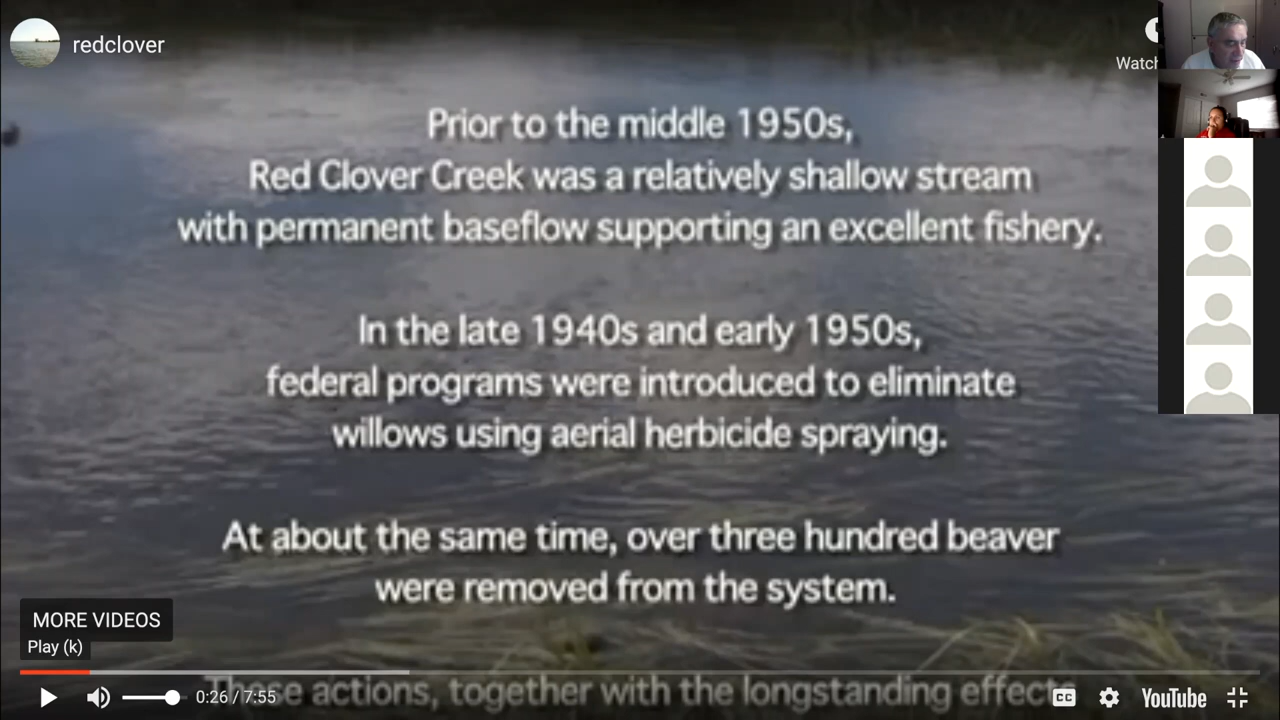 redclover
Watch
Prior to the middle 1950s,
Red Clover Creek was a relatively shallow stream
with permanent baseflow supporting an excellent fishery.
In the late 1940s and early 1950s,
federal programs were introduced to eliminate
willows using aerial herbicide spraying.
At about the same time, over three hundred beaver
were removed from the system.
MORE VIDEOS
Play (k)
These actions, together with the longstanding effects
0:26 / 7:55
CC
YouTube